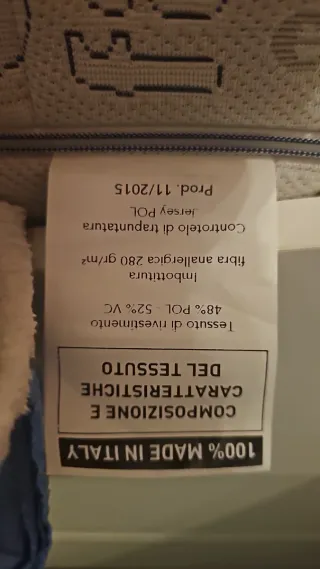 100% MADE IN ITALY
COMPOSIZIONE E
CARATTERISTICHE
DEL TESSUTO
Tessuto di rivestimento
48% POL - 52% VC
Imbottitura
fibra anallergica 280 gr/m²
Controtelo di trapuntatura
Jersey POL
Prod. 11/2015